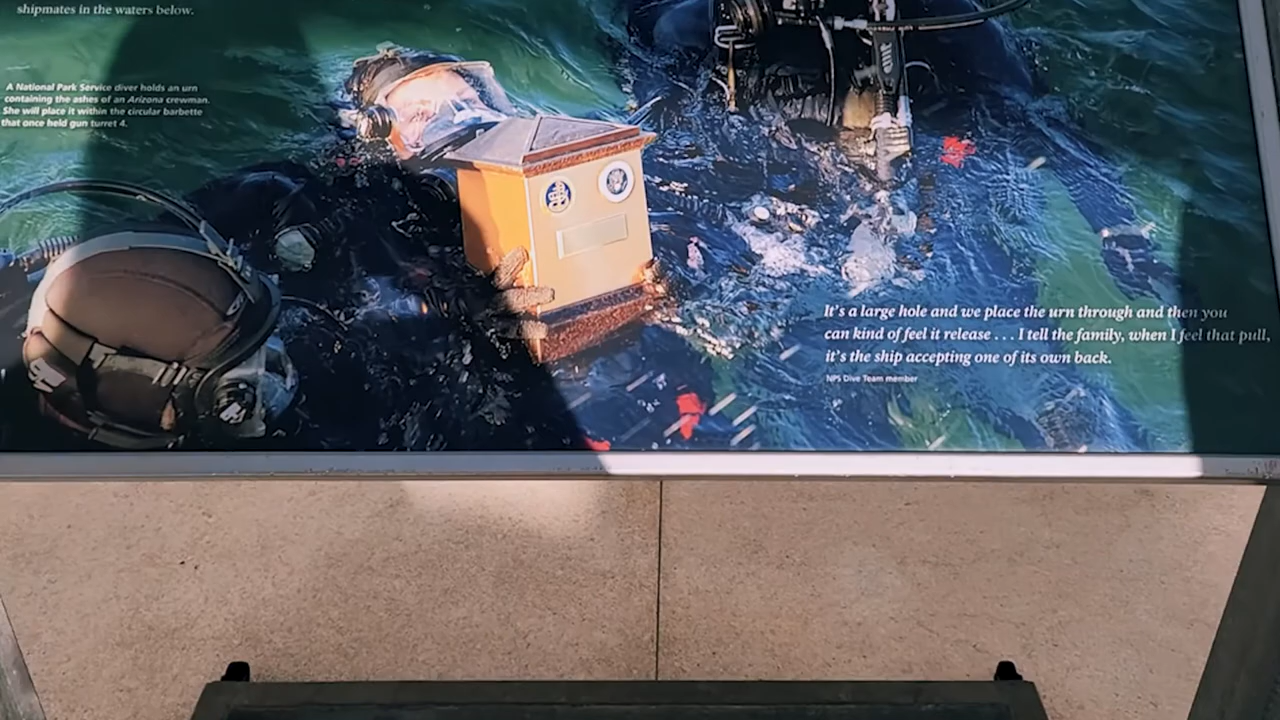 shipmates in the waters below.
A National Park Service diver holds an urn
containing the ashes of an Arizona crewman.
She will place it within the circular barbette
that once held gun turret 4.
It's a large hole and we place the urn through and then you
can kind of feel it release . . . I tell the family, when I feel that pull,
it's the ship accepting one of its own back.
NPS Dive Team member